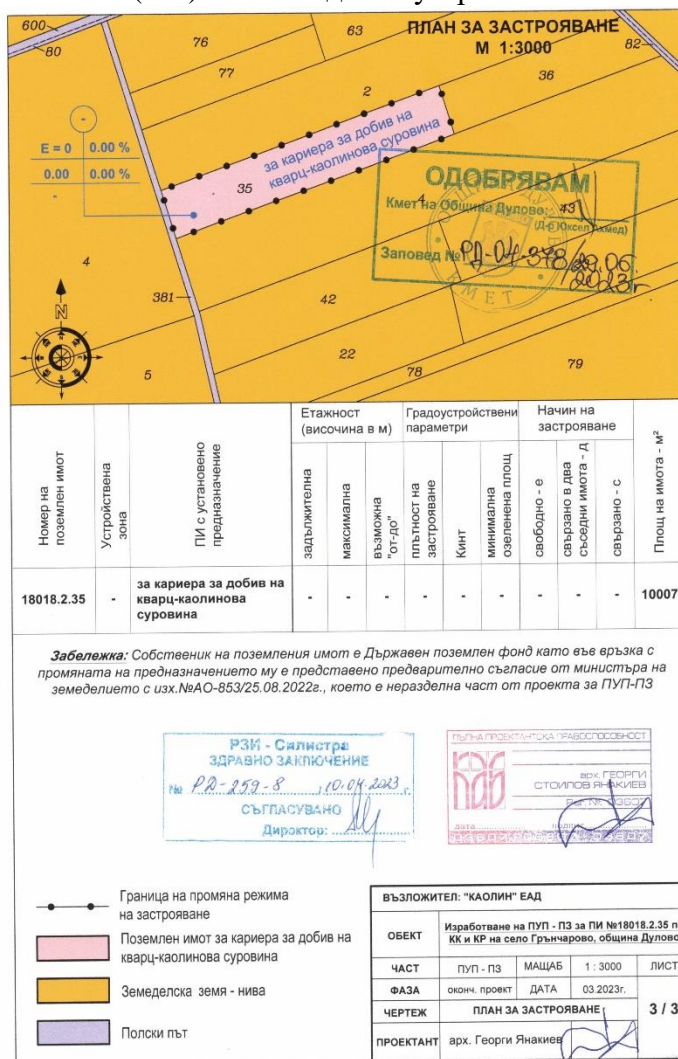 ПЛАН ЗА ЗАСТРОЯВАНЕ
М 1:3000
600
80
76
77
63
82
2
36
E = 0 0.00 %
0.00 0.00 %
-
-
за кариера за добив на
кварц-каолинова суровина
35
ОДОБРЯВАМ
Кмет на Община Дулово:
(Д-р Юксел Ахмед)
Заповед № РД-04-378/29.06.
2023г
КМЕТ
4
43
4
381
N
42
22
78
79
5
Номер на поземлен имот
Устройствена зона
ПИ с установено предназначение
Етажност (височина в м)
задължителна
максимална
възможна "от-до"
Градоустройствени параметри
плътност на застрояване
Кинт
минимална озеленена площ
Начин на застрояване
свободно - е
свързано в два съседни имота - д
свързано - с
Площ на имота - м²
18018.2.35 - за кариера за добив на кварц-каолинова суровина - - - - - - - - - 10007
Забележка: Собственик на поземления имот е Държавен поземлен фонд като във връзка с
промяната на предназначението му е представено предварително съгласие от министъра на
земеделието с изх.№АО-853/25.08.2022г., което е неразделна част от проекта за ПУП-ПЗ
РЗИ - Силистра
ЗДРАВНО ЗАКЛЮЧЕНИЕ
№ РД-259-8 , 10.04.2023 г.
СЪГЛАСУВАНО
Директор:
ПЪЛНА ПРОЕКТАНТСКА ПРАВОСПОСОБНОСТ
арх. ГЕОРГИ
СТОИЛОВ ЯНАКИЕВ
Рег. №
дата подпис
Граница на промяна режима
на застрояване
Поземлен имот за кариера за добив на
кварц-каолинова суровина
Земеделска земя - нива
Полски път
ВЪЗЛОЖИТЕЛ: "КАОЛИН" ЕАД
ОБЕКТ Изработване на ПУП - ПЗ за ПИ №18018.2.35 п
КК и КР на село Грънчарово, община Дулово
ЧАСТ ПУП - ПЗ МАЩАБ 1 : 3000 ЛИСТ
ФАЗА оконч. проект ДАТА 03.2023г.
ЧЕРТЕЖ ПЛАН ЗА ЗАСТРОЯВАНЕ 3 / 3
ПРОЕКТАНТ арх. Георги Янакиев